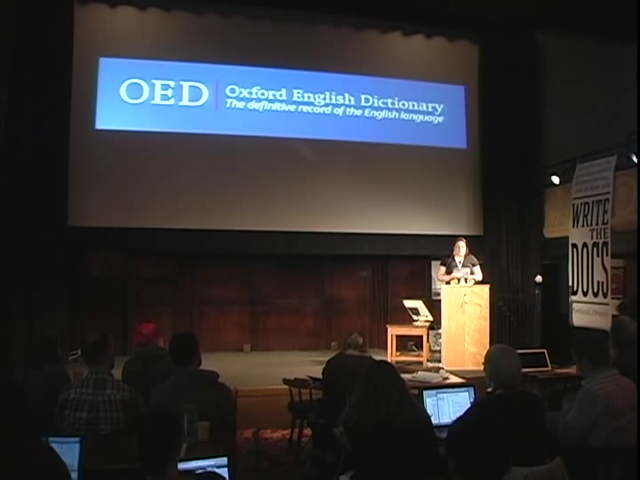 OED
Oxford English Dictionary
The definitive record of the English language
WRITE
THE
DOCS